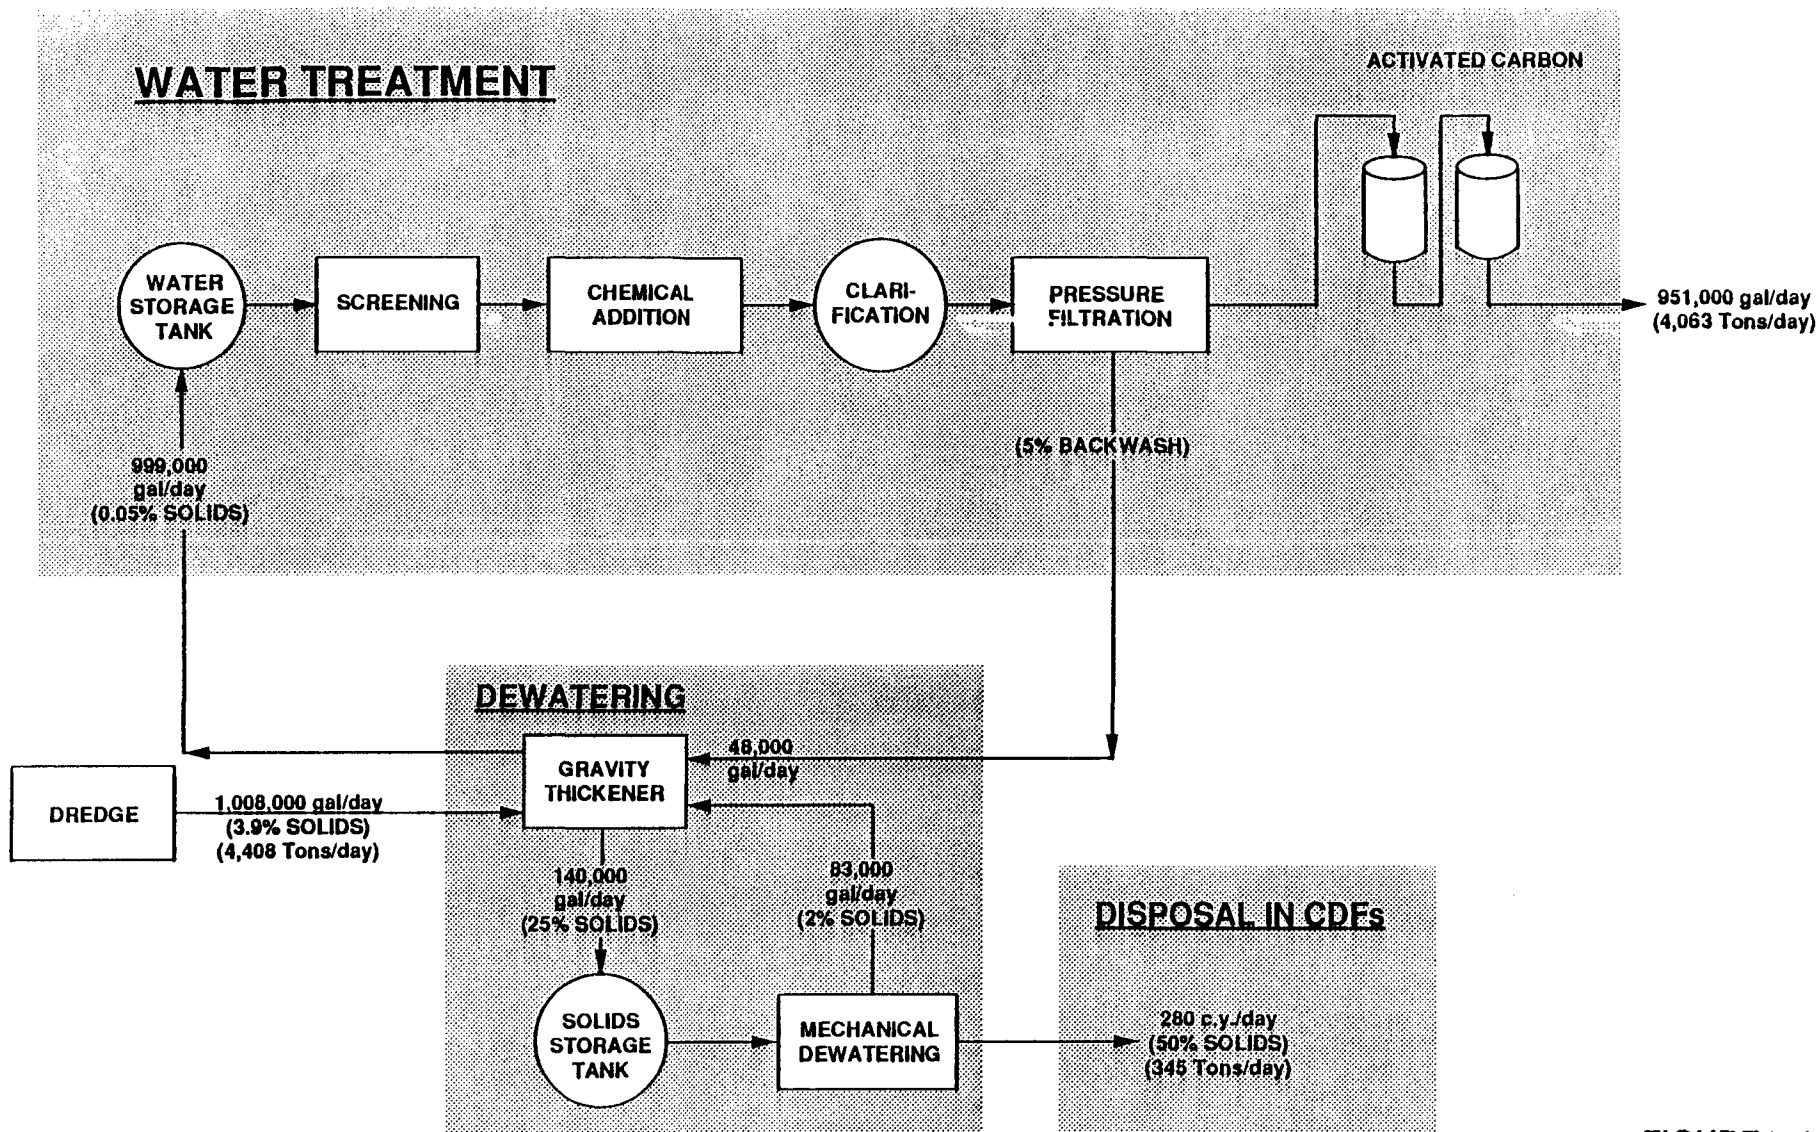 WATER TREATMENT
ACTIVATED CARBON
WATER
STORAGE
TANK
SCREENING
CHEMICAL
ADDITION
CLARI-
FICATION
PRESSURE
FILTRATION
951,000 gal/day
(4,063 Tons/day)
(5% BACKWASH)
999,000
gal/day
(0.05% SOLIDS)
DEWATERING
GRAVITY
THICKENER
48,000
gal/day
DREDGE
1,008,000 gal/day
(3.9% SOLIDS)
(4,408 Tons/day)
140,000
gal/day
(25% SOLIDS)
83,000
gal/day
(2% SOLIDS)
SOLIDS
STORAGE
TANK
MECHANICAL
DEWATERING
DISPOSAL IN CDFs
280 c.y./day
(50% SOLIDS)
(345 Tons/day)